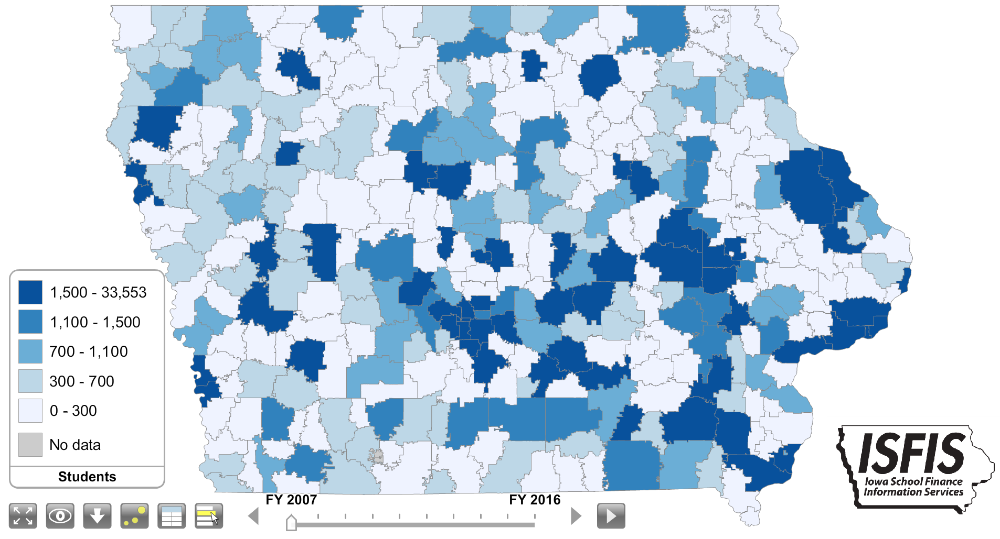 1,500 - 33,553
1,100 - 1,500
700 - 1,100
300 - 700
0 - 300
No data
Students
FY 2007
FY 2016
ISFIS
Iowa School Finance
Information Services